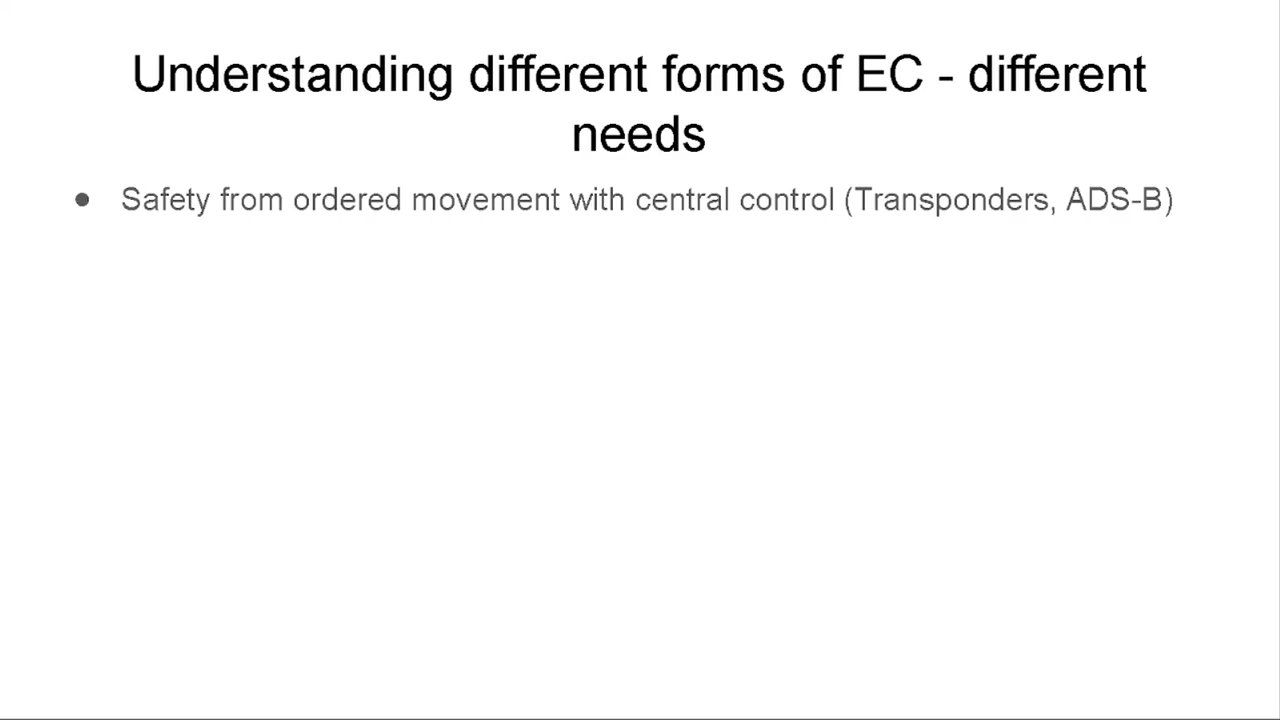 Understanding different forms of EC - different
needs
● Safety from ordered movement with central control (Transponders, ADS-B)